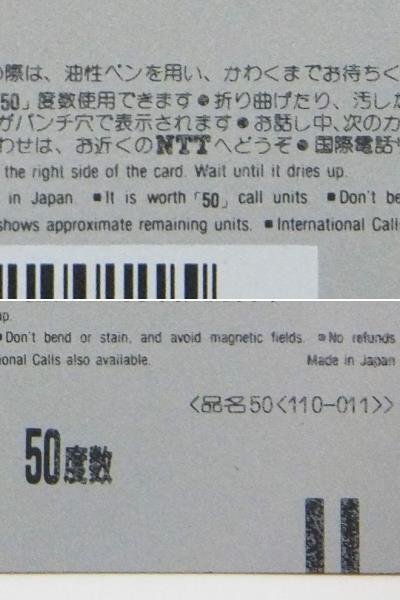 の際は、油性ペンを用い、かわくまでお待ちく
50」度数使用できます●折り曲げたり、汚した
がパンチ穴で表示されます●お話し中、次のカ
わせは、お近くのNTTへどうぞ●国際電話サ
the right side of the card. Wait until it dries up.
in Japan ■It is worth「50」call units ■Don't be
shows approximate remaining units. ■International Calls
up.
■Don't bend or stain, and avoid magnetic fields. ■No refunds
onal Calls also available. Made in Japan
<品名50<110-011>>
50度数